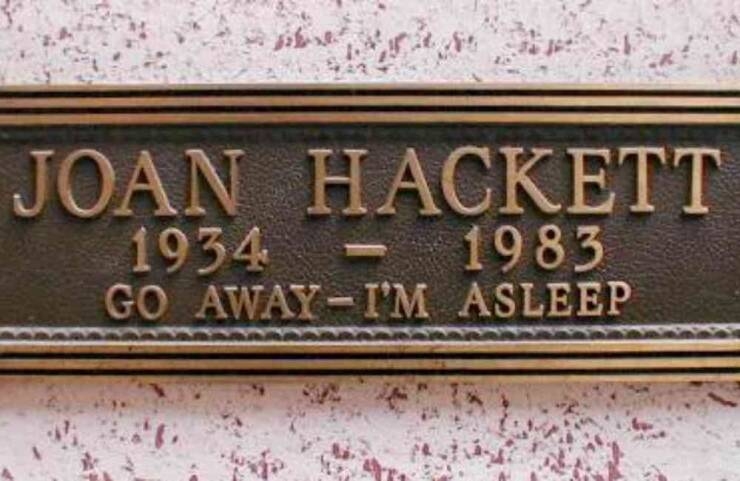 JOAN HACKETT
1934 – 1983
GO AWAY – I'M ASLEEP